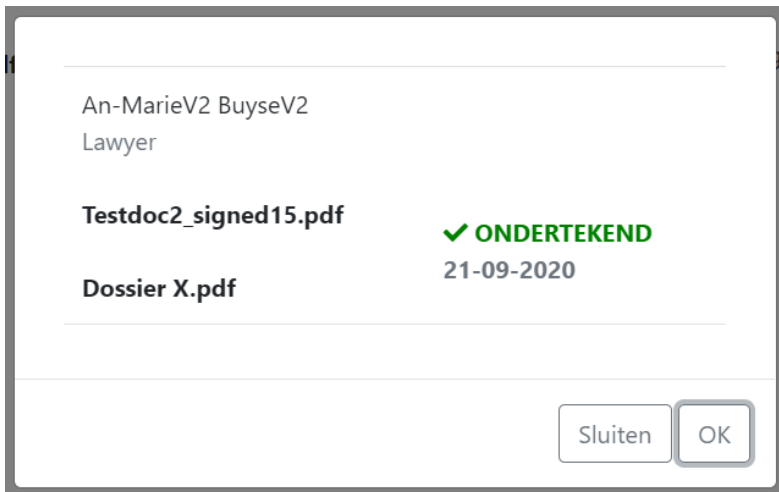 An-MarieV2 BuyseV2
Lawyer
Testdoc2_signed15.pdf
ONDERTEKEND
21-09-2020
Dossier X.pdf
Sluiten
OK